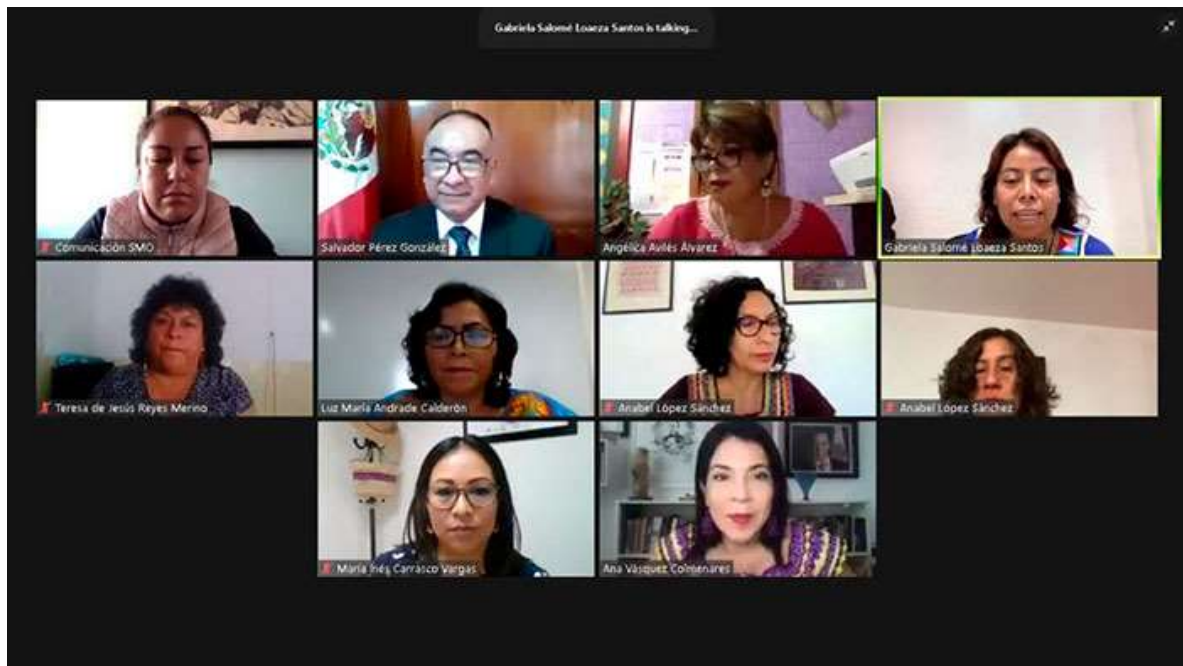 Gabriela Salomé Loaeza Santos is talking...
Comunicación SMO
Salvador Pérez González
Angélica Avilés Álvarez
Gabriela Salomé Loaeza Santos
Teresa de Jesús Reyes Merino
Luz María Andrade Calderón
Anabel López Sánchez
Anabel López Sánchez
María Inés Carrasco Vargas
Ana Vásquez Colmenares